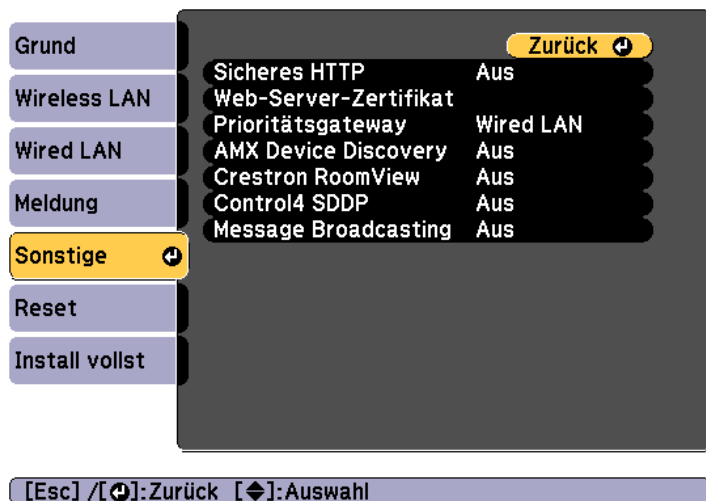 Grund
Wireless LAN
Wired LAN
Meldung
Sonstige
Reset
Install vollst
Zurück
Sicheres HTTP Aus
Web-Server-Zertifikat
Prioritätsgateway Wired LAN
AMX Device Discovery Aus
Crestron RoomView Aus
Control4 SDDP Aus
Message Broadcasting Aus
[Esc] /[⏎]:Zurück [◆]:Auswahl